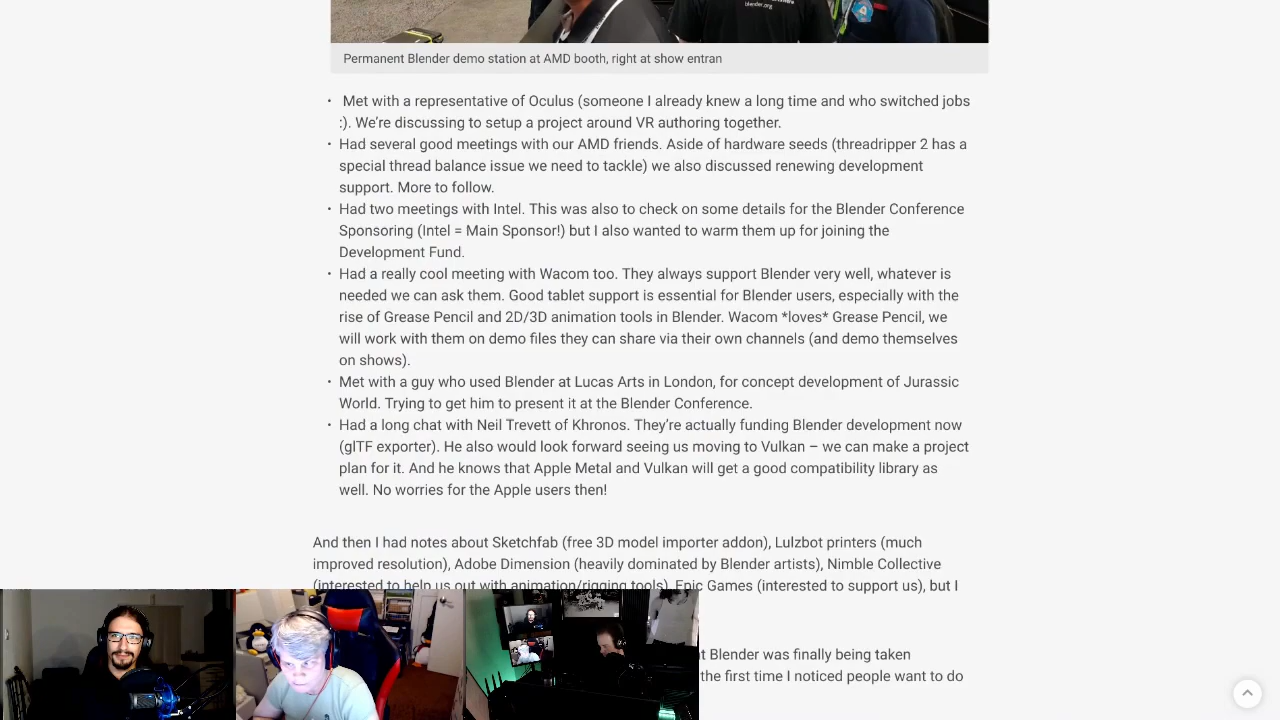 blender.org
Permanent Blender demo station at AMD booth, right at show entran
• Met with a representative of Oculus (someone I already knew a long time and who switched jobs
:). We’re discussing to setup a project around VR authoring together.
• Had several good meetings with our AMD friends. Aside of hardware seeds (threadripper 2 has a
special thread balance issue we need to tackle) we also discussed renewing development
support. More to follow.
• Had two meetings with Intel. This was also to check on some details for the Blender Conference
Sponsoring (Intel = Main Sponsor!) but I also wanted to warm them up for joining the
Development Fund.
• Had a really cool meeting with Wacom too. They always support Blender very well, whatever is
needed we can ask them. Good tablet support is essential for Blender users, especially with the
rise of Grease Pencil and 2D/3D animation tools in Blender. Wacom *loves* Grease Pencil, we
will work with them on demo files they can share via their own channels (and demo themselves
on shows).
• Met with a guy who used Blender at Lucas Arts in London, for concept development of Jurassic
World. Trying to get him to present it at the Blender Conference.
• Had a long chat with Neil Trevett of Khronos. They’re actually funding Blender development now
(glTF exporter). He also would look forward seeing us moving to Vulkan – we can make a project
plan for it. And he knows that Apple Metal and Vulkan will get a good compatibility library as
well. No worries for the Apple users then!
And then I had notes about Sketchfab (free 3D model importer addon), Lulzbot printers (much
improved resolution), Adobe Dimension (heavily dominated by Blender artists), Nimble Collective
(interested to help us out with animation/rigging tools), Epic Games (interested to support us), but I
t Blender was finally being taken
the first time I noticed people want to do